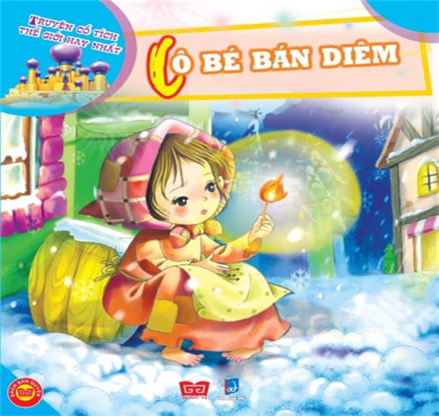 TRUYỆN CỔ TÍCH
THẾ GIỚI HAY NHẤT
CÔ BÉ BÁN DIÊM